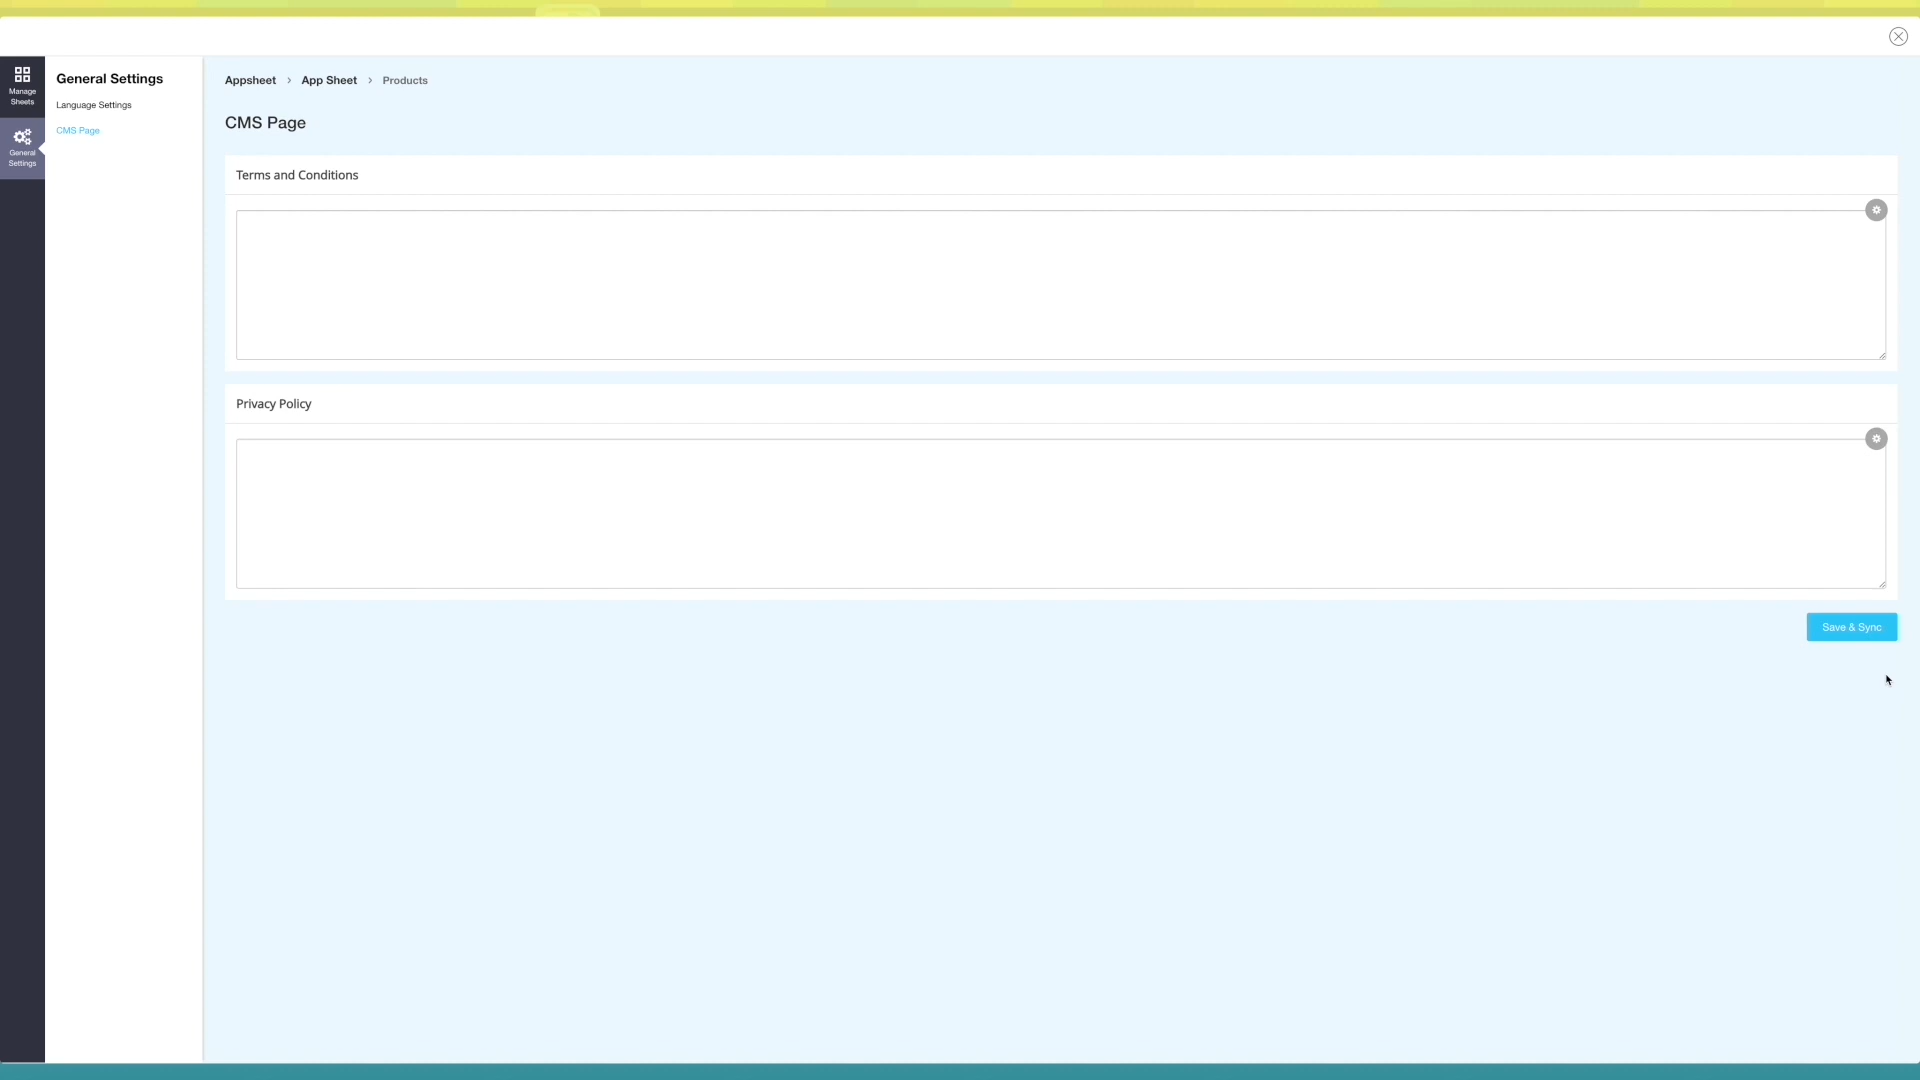 General Settings
Appsheet > App Sheet > Products
Manage
Sheets
Language Settings
CMS Page
General
Settings
CMS Page
Terms and Conditions
Privacy Policy
Save & Sync